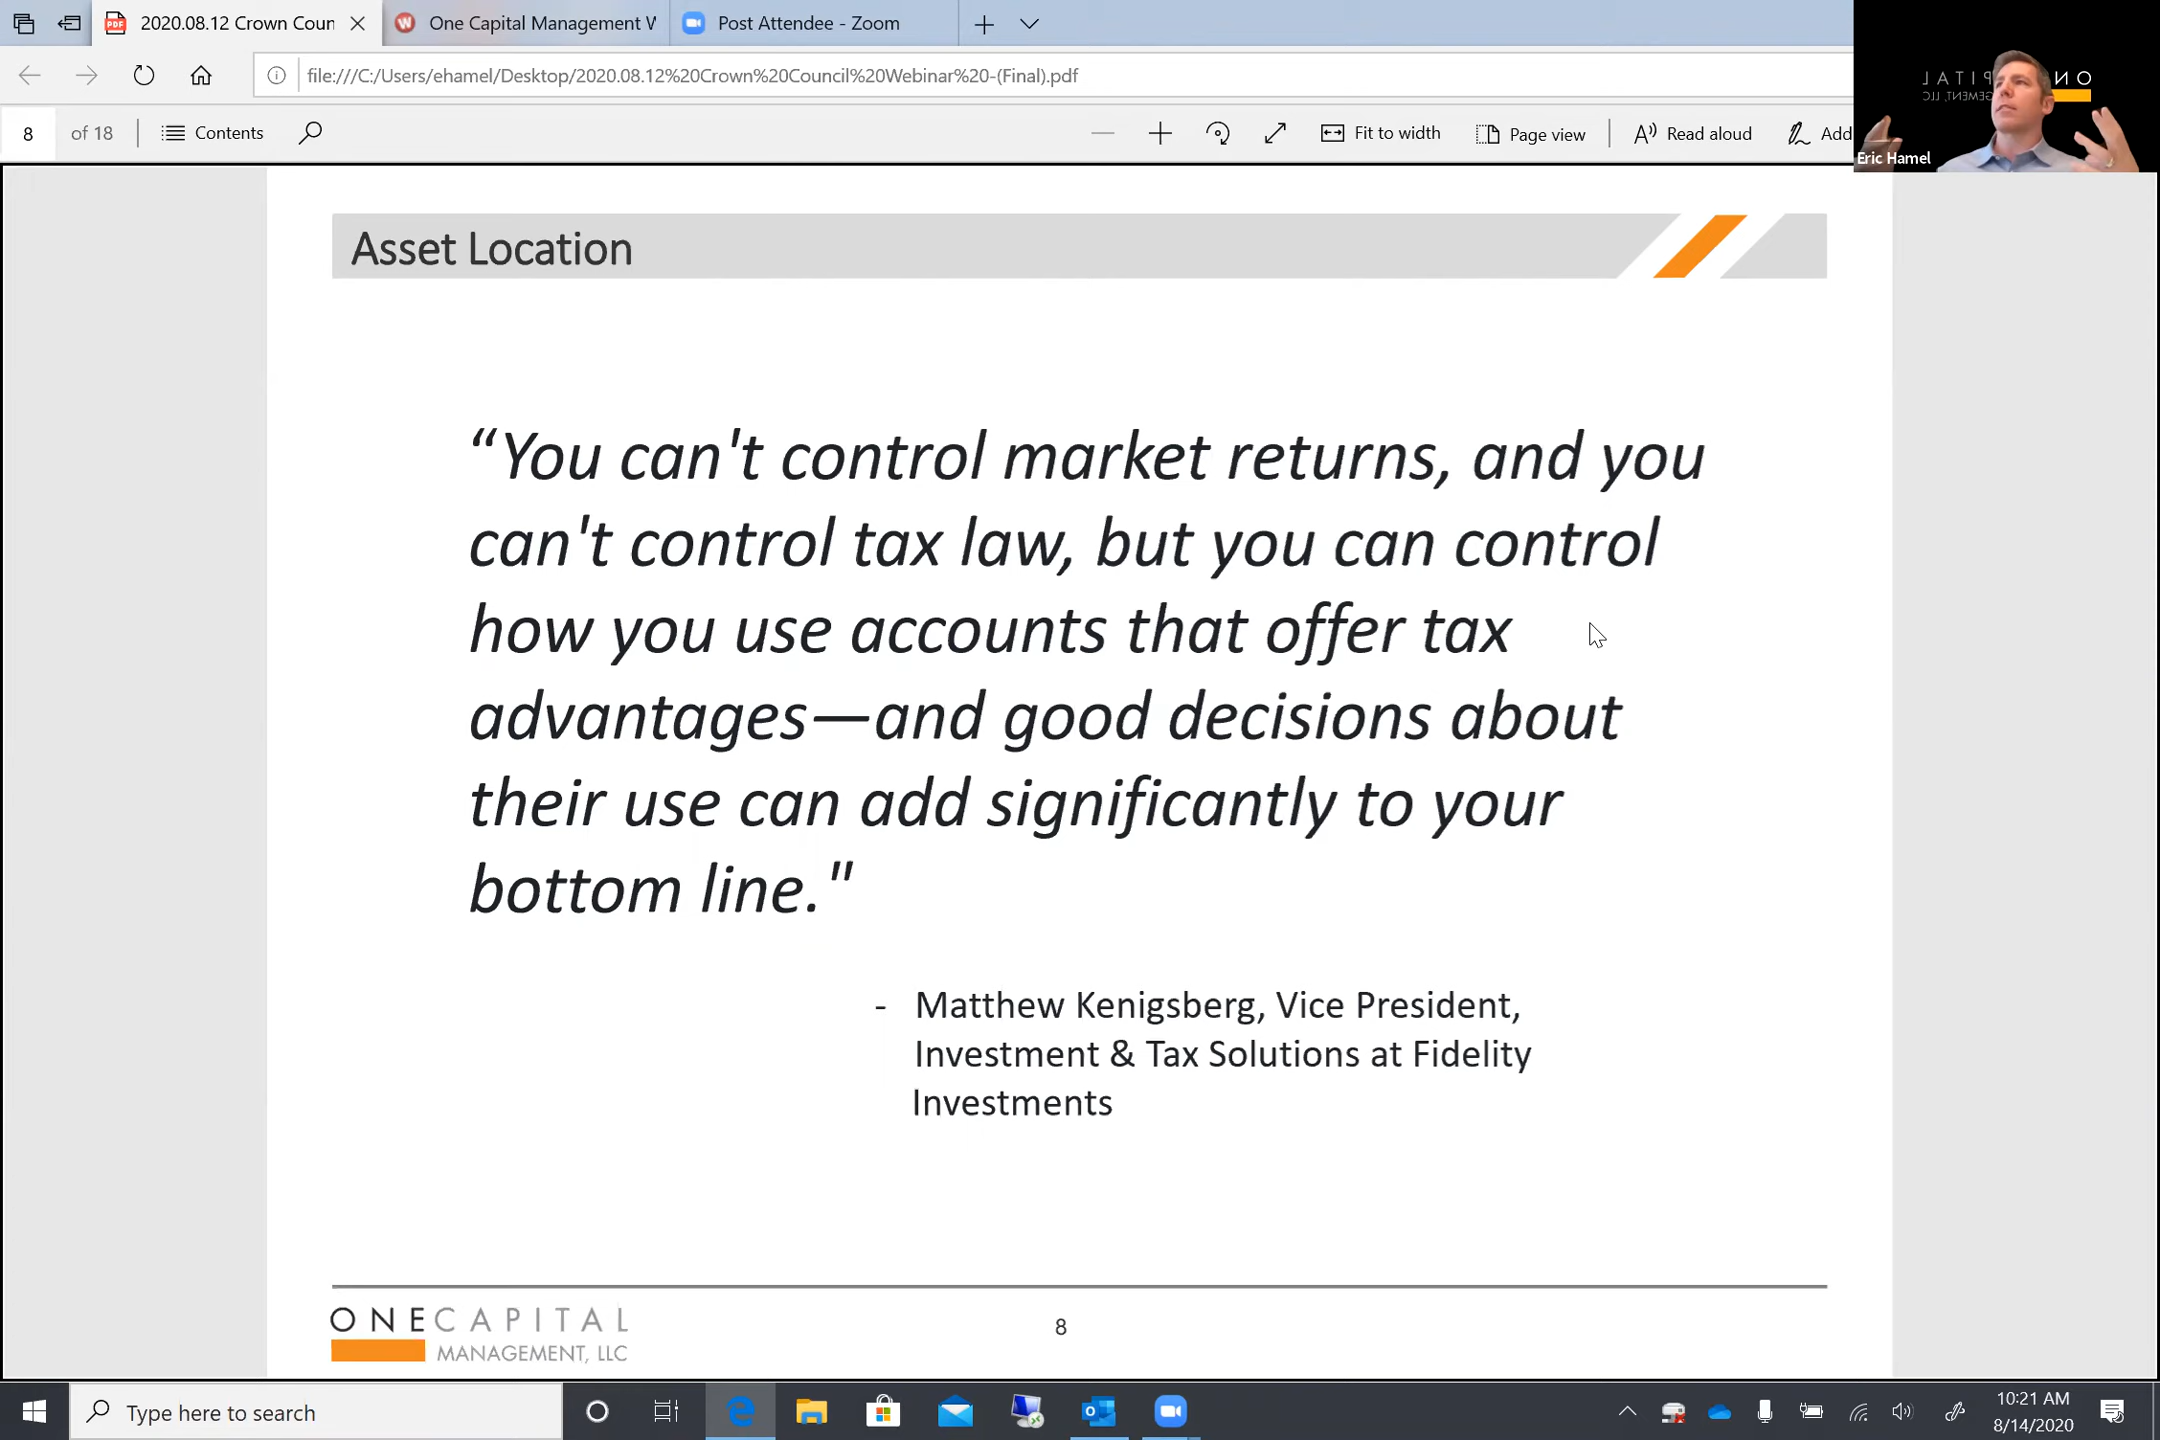 2020.08.12 Crown Coun
One Capital Management W
Post Attendee - Zoom
file:///C:/Users/ehamel/Desktop/2020.08.12%20Crown%20Council%20Webinar%20-(Final).pdf
8 of 18
Contents
Fit to width
Page view
Read aloud
Add
Eric Hamel
Asset Location
“You can't control market returns, and you
can't control tax law, but you can control
how you use accounts that offer tax
advantages—and good decisions about
their use can add significantly to your
bottom line."
- Matthew Kenigsberg, Vice President,
Investment & Tax Solutions at Fidelity
Investments
ONECAPITAL
MANAGEMENT, LLC
8
Type here to search
10:21 AM
8/14/2020